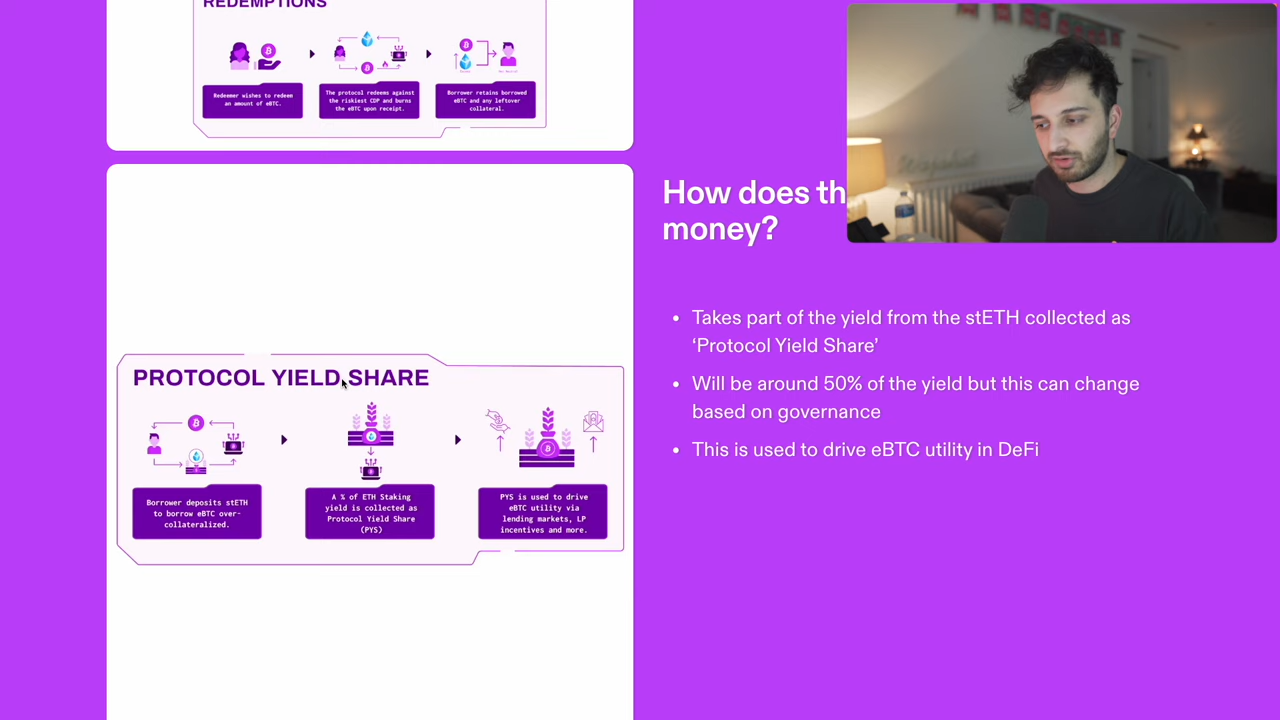 REDEMPTIONS
Redeemer wishes to redeem
an amount of eBTC.
The protocol redeems against
the riskiest CDP and burns
the eBTC upon receipt.
Borrower retains borrowed
eBTC and any leftover
collateral.
How does th
money?
Takes part of the yield from the stETH collected as
‘Protocol Yield Share’
Will be around 50% of the yield but this can change
based on governance
This is used to drive eBTC utility in DeFi
PROTOCOL YIELD SHARE
Borrower deposits stETH
to borrow eBTC over-
collateralized.
A % of ETH Staking
yield is collected as
Protocol Yield Share
(PYS)
PYS is used to drive
eBTC utility via
lending markets, LP
incentives and more.